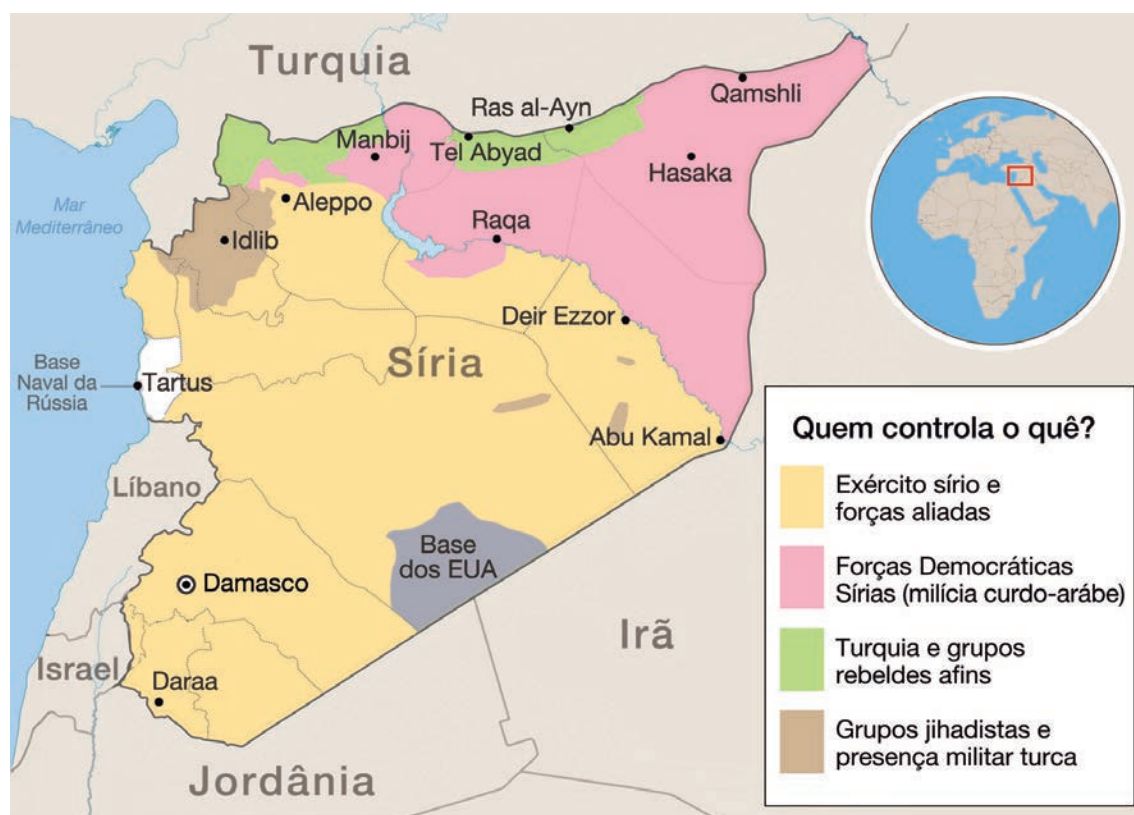 Turquia
Qamshli
Ras al-Ayn
Manbij
Tel Abyad
Hasaka
Aleppo
Mar
Mediterrâneo
Raqa
Idlib
Deir Ezzor
Síria
Base
Naval da
Rússia
Tartus
Abu Kamal
Líbano
Base
dos EUA
Damasco
Irã
Israel
Daraa
Jordânia
Quem controla o quê?
Exército sírio e
forças aliadas
Forças Democráticas
Sírias (milícia curdo-arábe)
Turquia e grupos
rebeldes afins
Grupos jihadistas e
presença militar turca